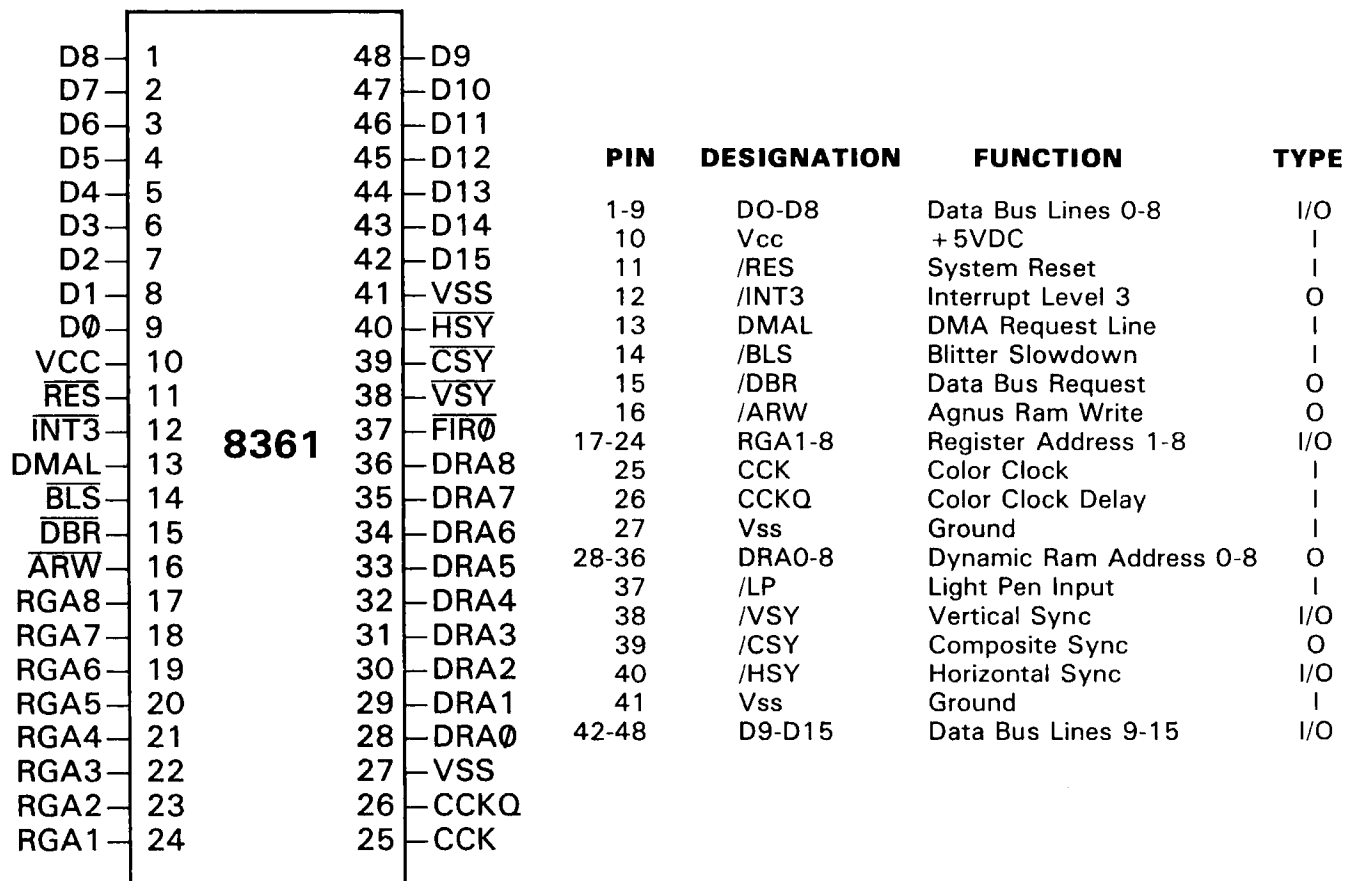 D8 1 48 D9
D7 2 47 D10
D6 3 46 D11
D5 4 45 D12
D4 5 44 D13
D3 6 43 D14
D2 7 42 D15
D1 8 41 VSS
DØ 9 40 H̅S̅Y̅
VCC 10 39 C̅S̅Y̅
R̅E̅S̅ 11 38 V̅S̅Y̅
I̅N̅T̅3̅ 12 37 F̅I̅R̅Ø̅
DMAL 13 36 DRA8
B̅L̅S̅ 14 35 DRA7
D̅B̅R̅ 15 34 DRA6
A̅R̅W̅ 16 33 DRA5
RGA8 17 32 DRA4
RGA7 18 31 DRA3
RGA6 19 30 DRA2
RGA5 20 29 DRA1
RGA4 21 28 DRAØ
RGA3 22 27 VSS
RGA2 23 26 CCKQ
RGA1 24 25 CCK
8361
PIN DESIGNATION FUNCTION TYPE
1-9 DO-D8 Data Bus Lines 0-8 I/O
10 Vcc +5VDC I
11 /RES System Reset I
12 /INT3 Interrupt Level 3 O
13 DMAL DMA Request Line I
14 /BLS Blitter Slowdown I
15 /DBR Data Bus Request O
16 /ARW Agnus Ram Write O
17-24 RGA1-8 Register Address 1-8 I/O
25 CCK Color Clock I
26 CCKQ Color Clock Delay I
27 Vss Ground I
28-36 DRA0-8 Dynamic Ram Address 0-8 O
37 /LP Light Pen Input I
38 /VSY Vertical Sync I/O
39 /CSY Composite Sync O
40 /HSY Horizontal Sync I/O
41 Vss Ground I
42-48 D9-D15 Data Bus Lines 9-15 I/O